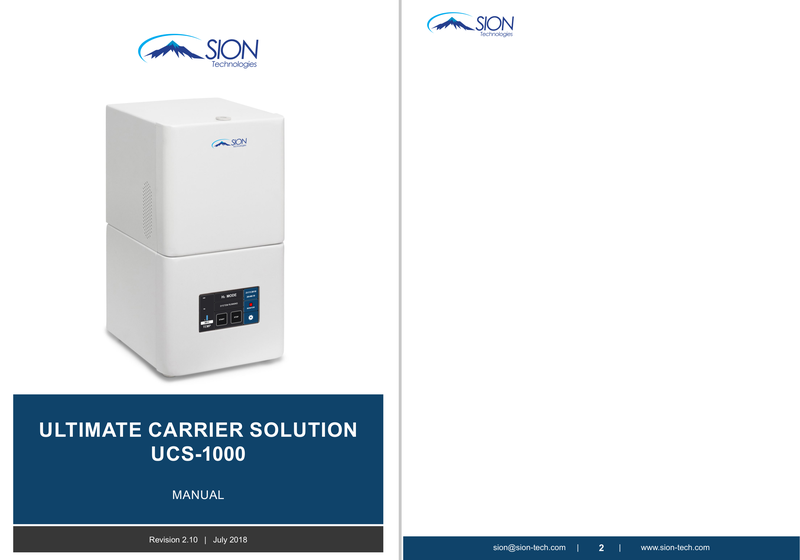 SION
Technologies
SION
Technologies
ULTIMATE CARRIER SOLUTION
UCS-1000
MANUAL
Revision 2.10 | July 2018
SION
Technologies
sion@sion-tech.com | 2 | www.sion-tech.com